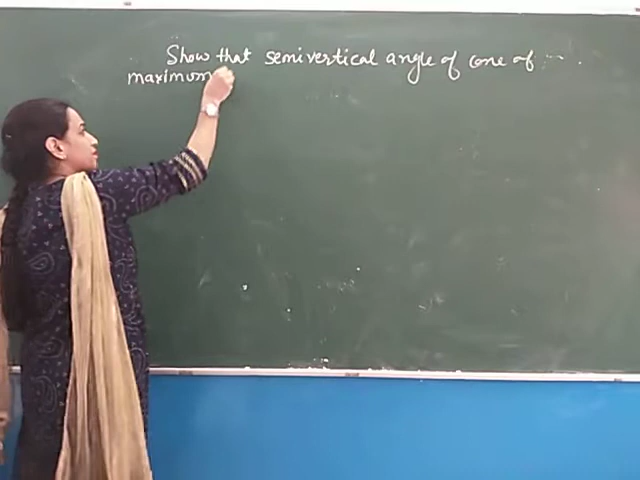 Show that semivertical angle of cone of
maximum